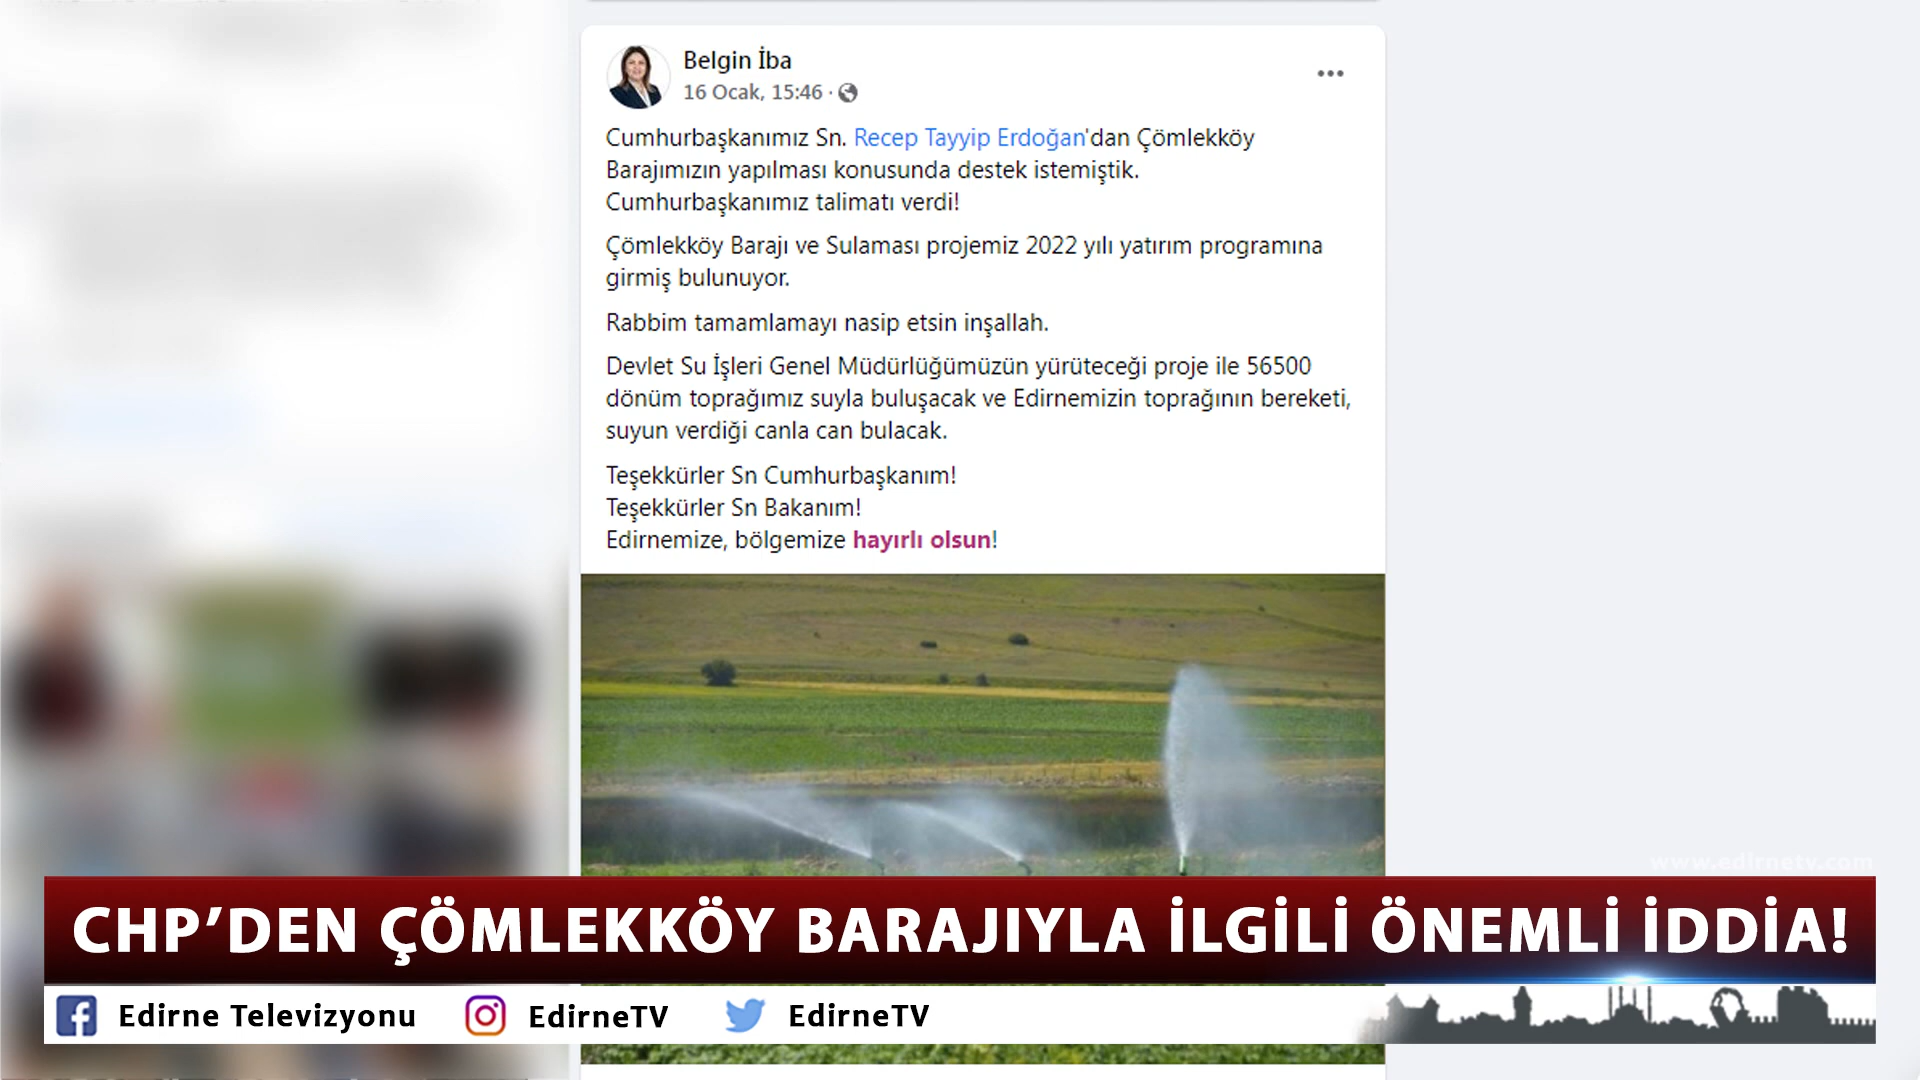 Belgin İba
16 Ocak, 15:46 ·
Cumhurbaşkanımız Sn. Recep Tayyip Erdoğan'dan Çömlekköy
Barajımızın yapılması konusunda destek istemiştik.
Cumhurbaşkanımız talimatı verdi!
Çömlekköy Barajı ve Sulaması projemiz 2022 yılı yatırım programına
girmiş bulunuyor.
Rabbim tamamlamayı nasip etsin inşallah.
Devlet Su İşleri Genel Müdürlüğümüzün yürüteceği proje ile 56500
dönüm toprağımız suyla buluşacak ve Edirnemizin toprağının bereketi,
suyun verdiği canla can bulacak.
Teşekkürler Sn Cumhurbaşkanım!
Teşekkürler Sn Bakanım!
Edirnemize, bölgemize hayırlı olsun!
www.edirnetv.com
CHP’DEN ÇÖMLEKKÖY BARAJIYLA İLGİLİ ÖNEMLİ İDDİA!
Edirne Televizyonu EdirneTV EdirneTV